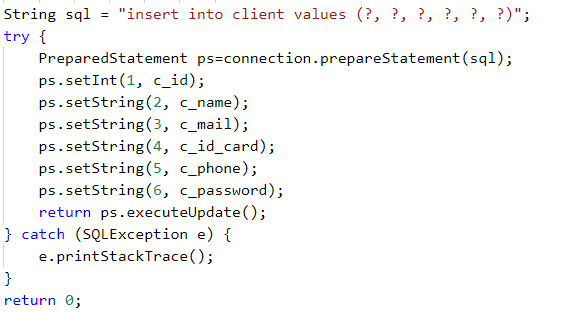 String sql = "insert into client values (?, ?, ?, ?, ?, ?)";
try {
    PreparedStatement ps=connection.prepareStatement(sql);
    ps.setInt(1, c_id);
    ps.setString(2, c_name);
    ps.setString(3, c_mail);
    ps.setString(4, c_id_card);
    ps.setString(5, c_phone);
    ps.setString(6, c_password);
    return ps.executeUpdate();
} catch (SQLException e) {
    e.printStackTrace();
}
return 0;